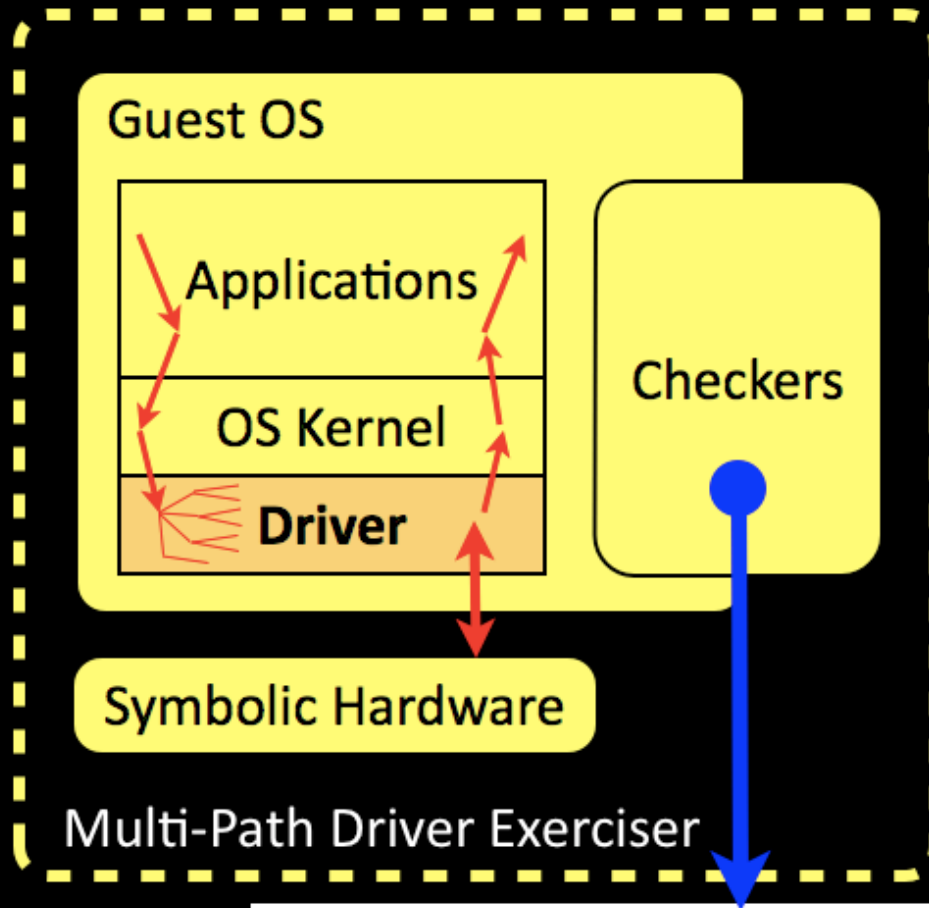 Guest OS
Applications
OS Kernel
Driver
Checkers
Symbolic Hardware
Multi-Path Driver Exerciser